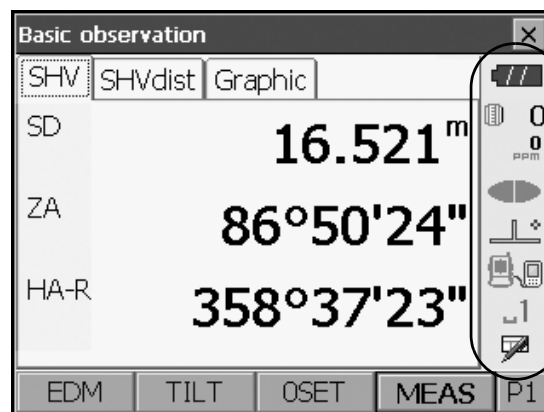 Basic observation
SHV SHVdist Graphic
SD 16.521 m
0
0
PPM
ZA 86°50'24"
HA-R 358°37'23"
1
EDM TILT 0SET MEAS P1